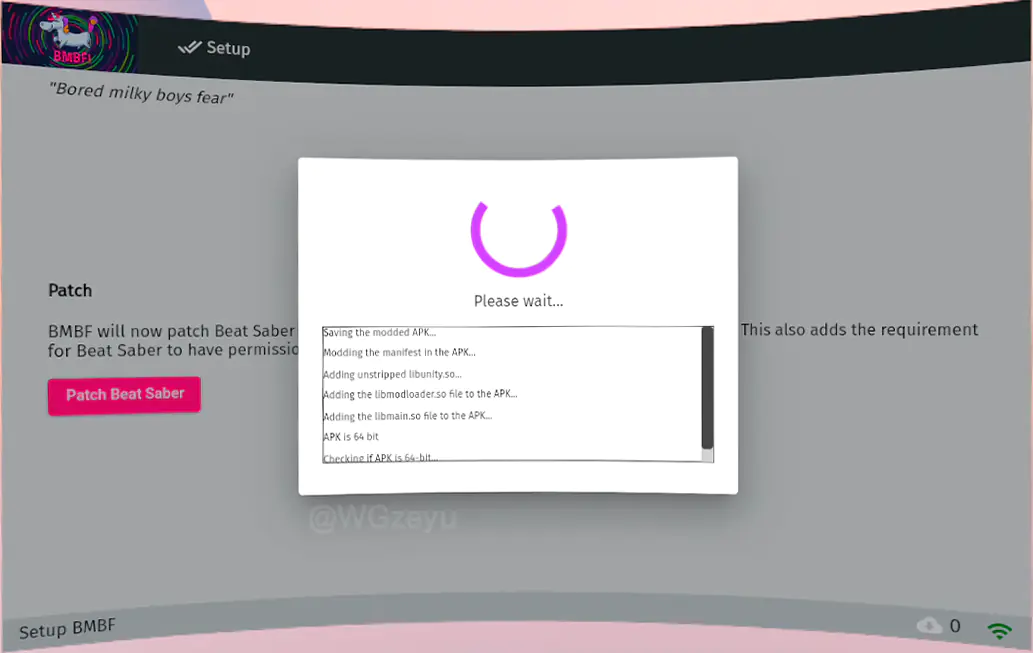 BMBF!
Setup
"Bored milky boys fear"
Please wait...
Patch
BMBF will now patch Beat Saber
This also adds the requirement
for Beat Saber to have permissio
Patch Beat Saber
Saving the modded APK...
Modding the manifest in the APK...
Adding unstripped libunity.so...
Adding the libmodloader.so file to the APK...
Adding the libmain.so file to the APK...
APK is 64 bit
Checking if APK is 64-bit...
@WGzeyu
Setup BMBF
0